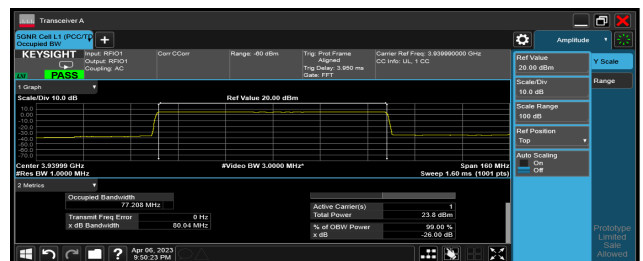 Transceiver A
5GNR Cell L1 (PCC/TD
Occupied BW
KEYSIGHT
Input: RFIO1
Output: RFIO1
Coupling: AC
Corr CCorr
Range: -60 dBm
Trig: Prot Frame
Aligned
Trig Delay: 3.950 ms
Gate: FFT
Carrier Ref Freq: 3.939990000 GHz
CC Info: UL, 1 CC
PASS
1 Graph
Scale/Div 10.0 dB
Ref Value 20.00 dBm
10.0
0.00
-10.0
-20.0
-30.0
-40.0
-50.0
-60.0
-70.0
Center 3.93999 GHz
#Video BW 3.0000 MHz*
Span 160 MHz
#Res BW 1.0000 MHz
Sweep 1.60 ms (1001 pts)
2 Metrics
Occupied Bandwidth
77.208 MHz
Transmit Freq Error
0 Hz
x dB Bandwidth
80.04 MHz
Active Carrier(s)
1
Total Power
23.8 dBm
% of OBW Power
99.00 %
x dB
-26.00 dB
Apr 06, 2023
9:50:23 PM
Amplitude
Ref Value
20.00 dBm
Scale/Div
10.0 dB
Scale Range
100 dB
Ref Position
Top
Auto Scaling
On
Off
Y Scale
Range
Prototype
Limited
Sale
Allowed